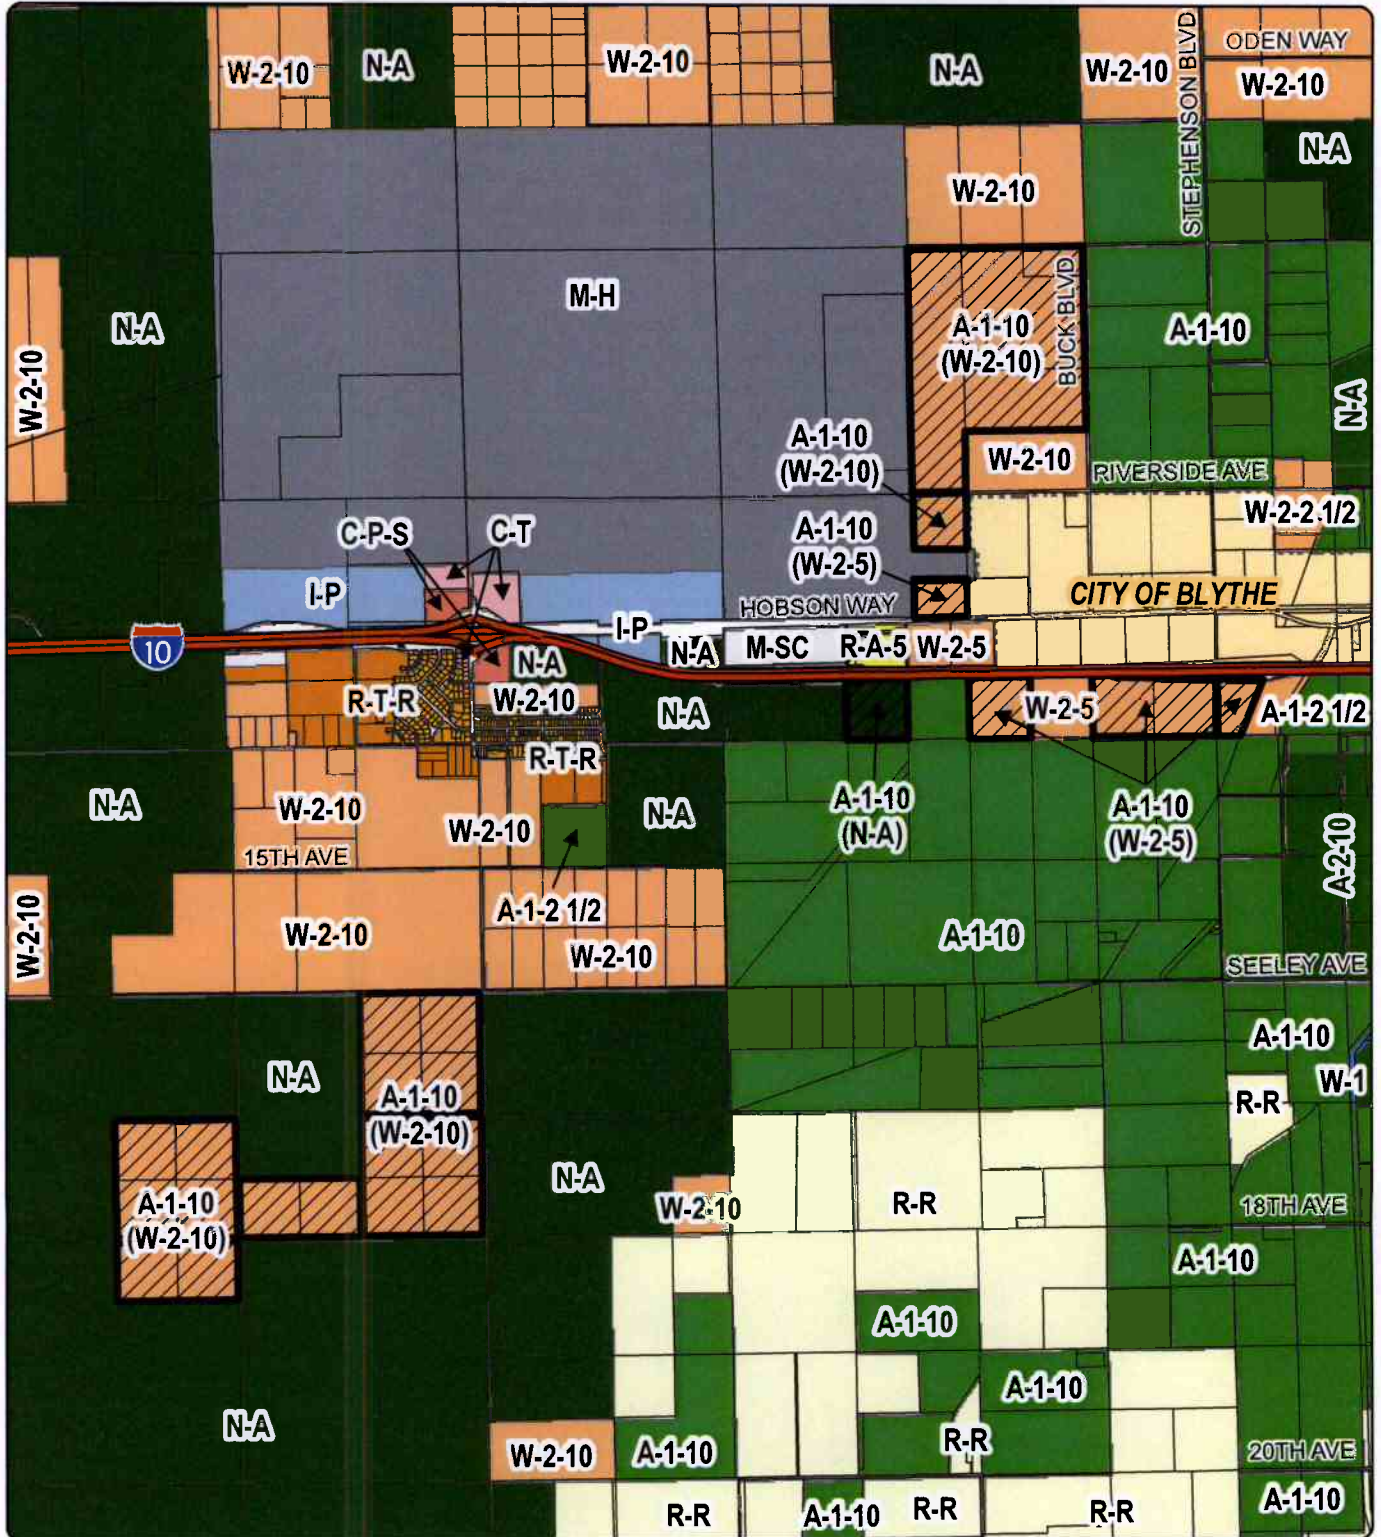 STEPHENSON BLVD
ODEN WAY
W-2-10
N-A
W-2-10
N-A
W-2-10
W-2-10
N-A
W-2-10
M-H
BUCK BLVD
A-1-10
(W-2-10)
A-1-10
N-A
W-2-10
N-A
A-1-10
(W-2-10)
W-2-10
RIVERSIDE AVE
W-2-2 1/2
C-P-S
C-T
A-1-10
(W-2-5)
I-P
HOBSON WAY
CITY OF BLYTHE
10
I-P
N-A
M-SC
R-A-5
W-2-5
N-A
W-2-10
R-T-R
N-A
W-2-5
A-1-2 1/2
R-T-R
N-A
W-2-10
W-2-10
N-A
A-1-10
(N-A)
A-1-10
(W-2-5)
A-2-10
15TH AVE
W-2-10
A-1-2 1/2
W-2-10
W-2-10
A-1-10
SEELEY AVE
N-A
A-1-10
(W-2-10)
A-1-10
W-1
R-R
A-1-10
(W-2-10)
N-A
W-2-10
R-R
18TH AVE
A-1-10
A-1-10
A-1-10
N-A
W-2-10
A-1-10
R-R
20TH AVE
R-R
A-1-10
R-R
R-R
A-1-10